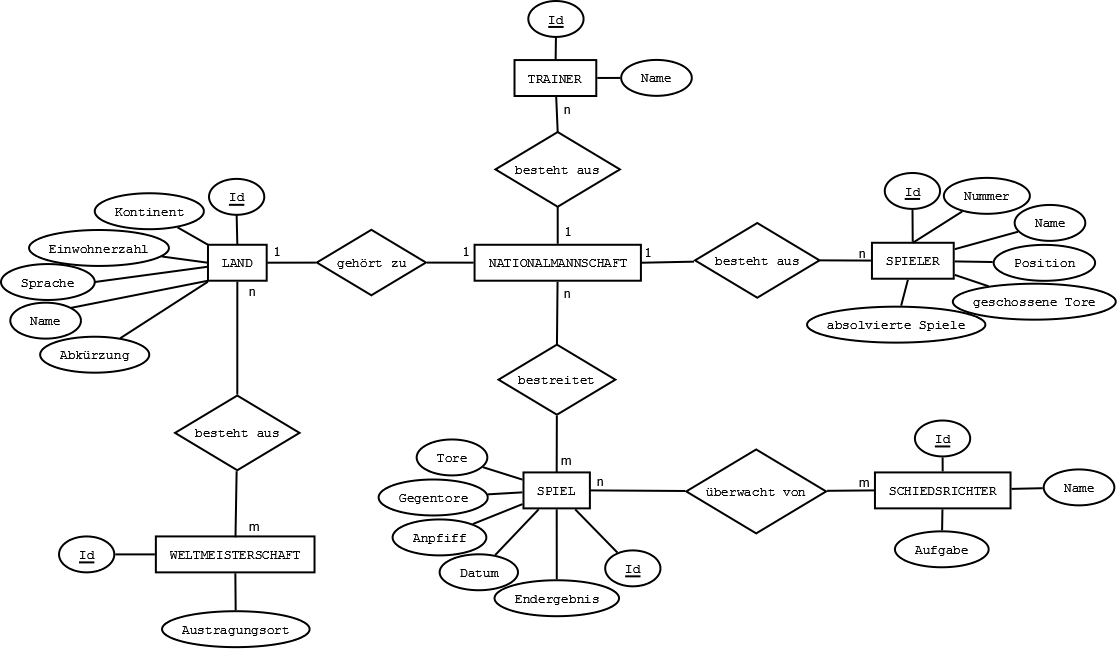 Id
TRAINER
Name
n
besteht aus
1
Id
Kontinent
Einwohnerzahl
Sprache
Name
Abkürzung
LAND
1
gehört zu
1
NATIONALMANNSCHAFT
1
besteht aus
n
SPIELER
Id
Nummer
Name
Position
geschossene Tore
absolvierte Spiele
n
besteht aus
m
Id
WELTMEISTERSCHAFT
Austragungsort
n
bestreitet
m
Tore
Gegentore
Anpfiff
Datum
Endergebnis
Id
SPIEL
n
überwacht von
m
Id
SCHIEDSRICHTER
Name
Aufgabe